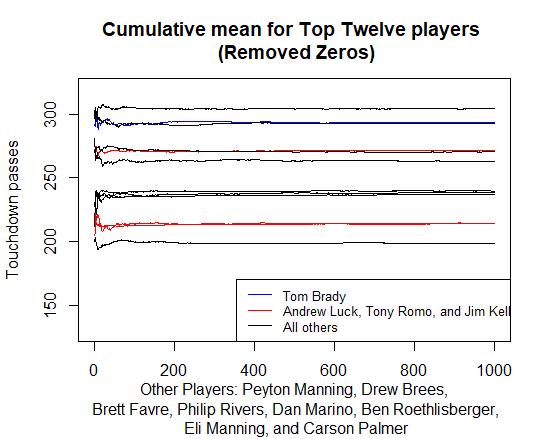 Cumulative mean for Top Twelve players
(Removed Zeros)
Touchdown passes
300
250
200
150
Tom Brady
Andrew Luck, Tony Romo, and Jim Kell
All others
0 200 400 600 800 1000
Other Players: Peyton Manning, Drew Brees,
Brett Favre, Philip Rivers, Dan Marino, Ben Roethlisberger,
Eli Manning, and Carson Palmer